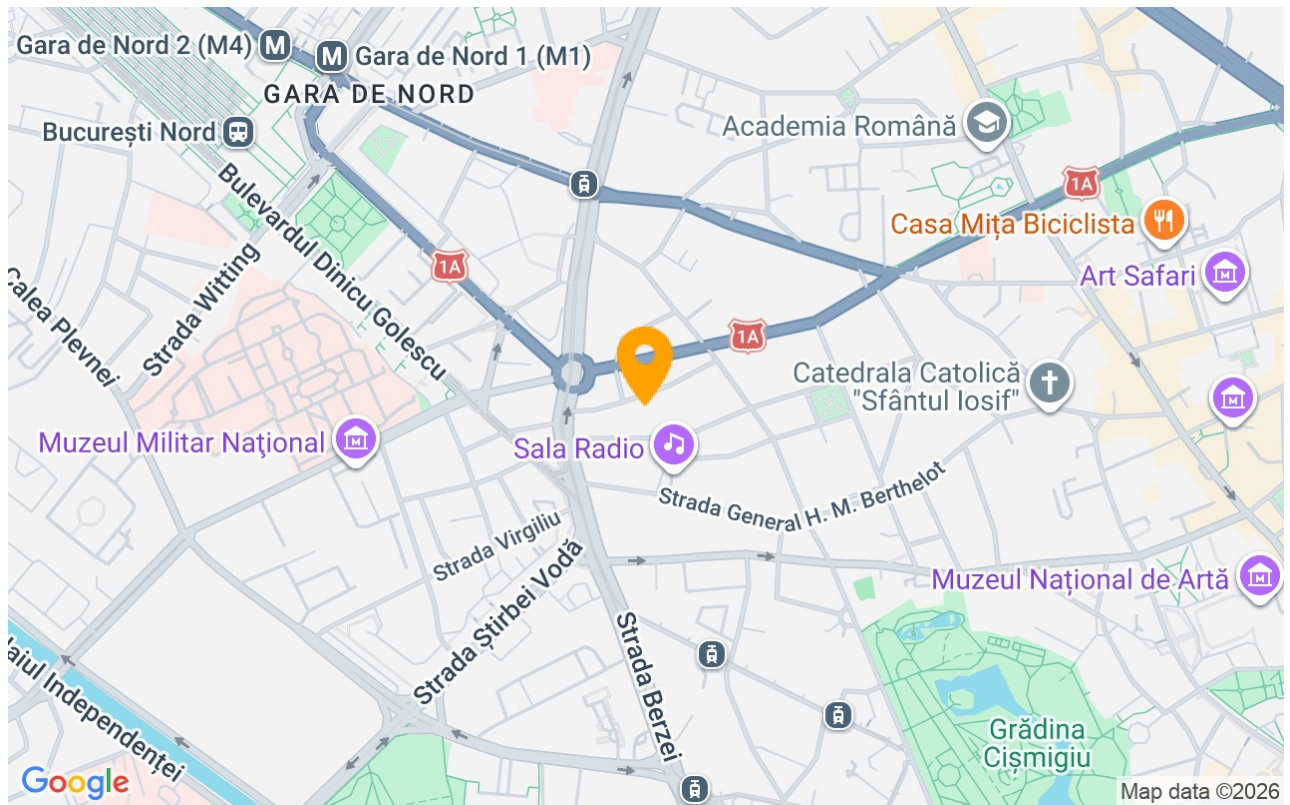 Gara de Nord 2 (M4)
Gara de Nord 1 (M1)
GARA DE NORD
București Nord
Academia Română
1A
Casa Mița Biciclista
Art Safari
Bulevardul Dinicu Golescu
Strada Witting
1A
Calea Plevnei
1A
Catedrala Catolică
"Sfântul Iosif"
Muzeul Militar Naţional
Sala Radio
Strada General H. M. Berthelot
Strada Virgiliu
Muzeul Național de Artă
Strada Știrbei Vodă
Strada Berzei
laiul Independenței
Grădina
Cișmigiu
Google
Map data ©2026